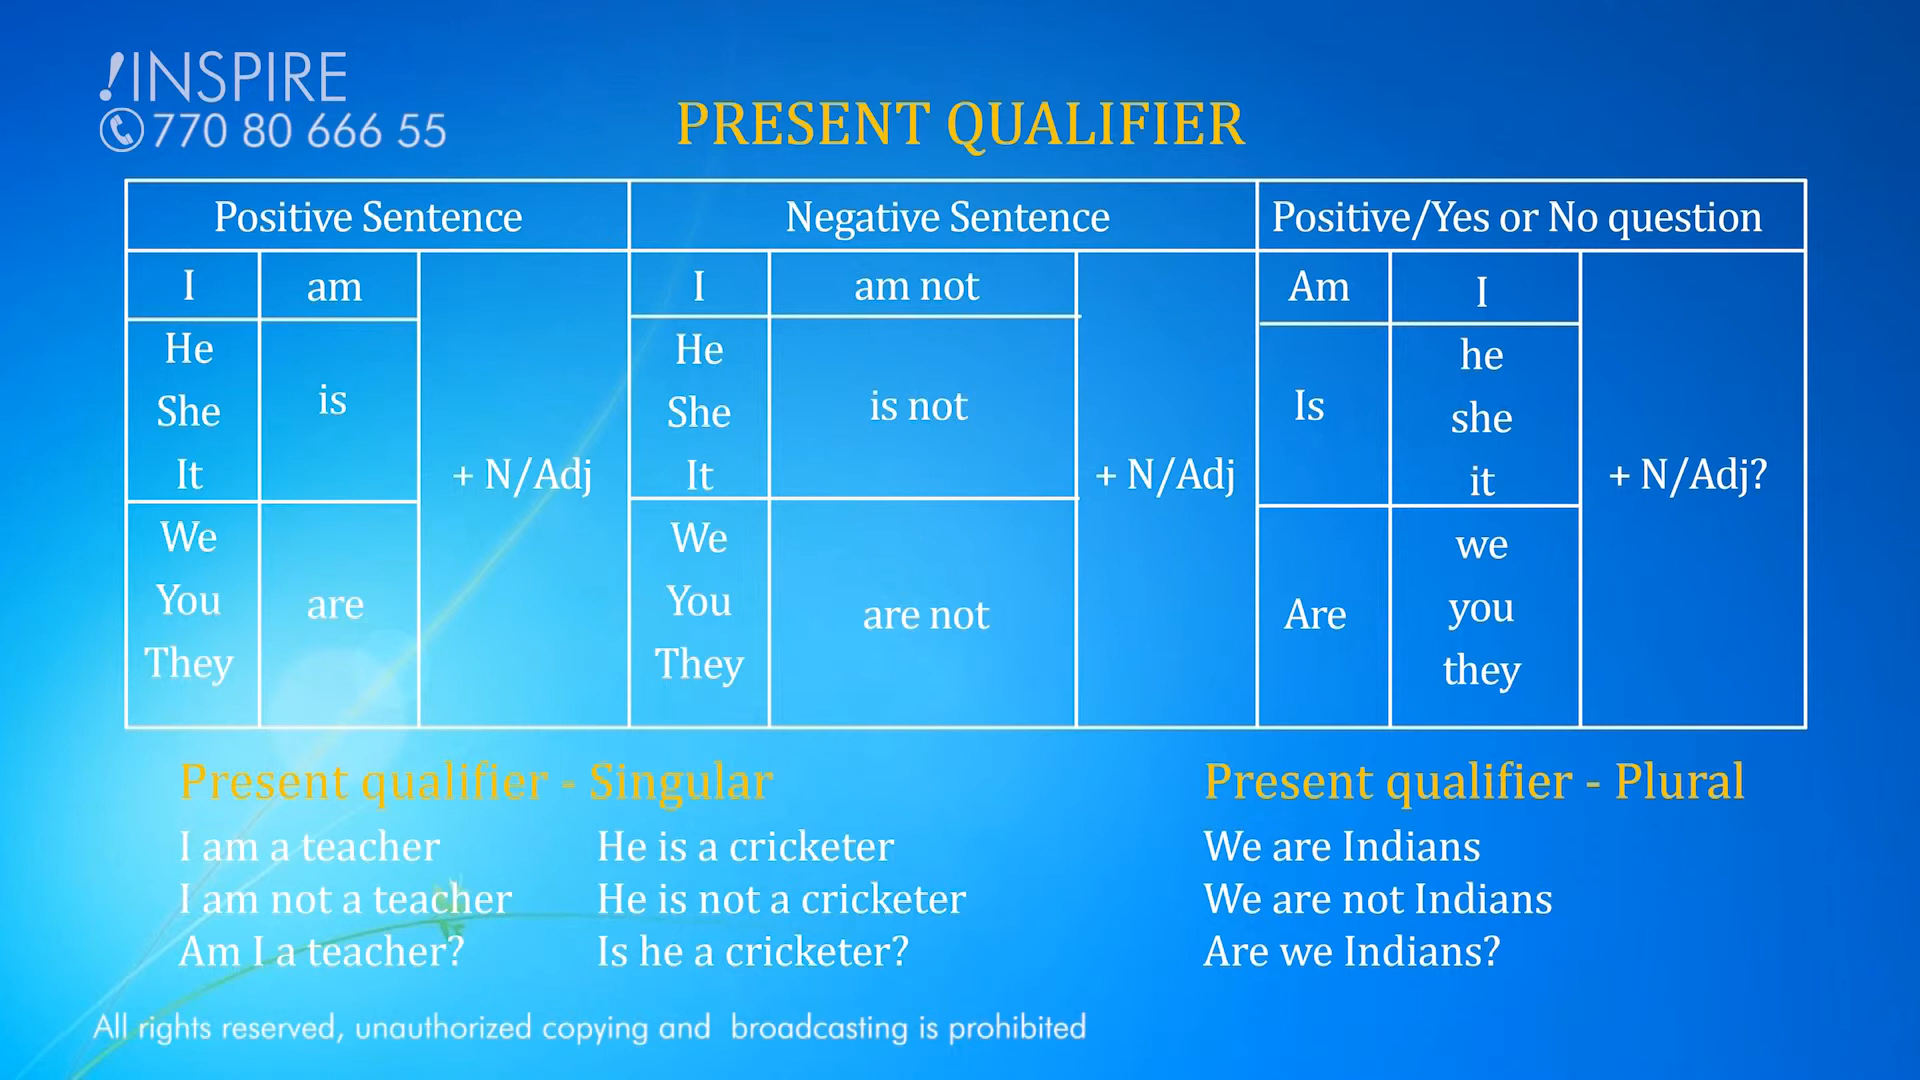 !INSPIRE
770 80 666 55
PRESENT QUALIFIER
Positive Sentence Negative Sentence Positive/Yes or No question
I am I am not Am I
He He he
She is She is not Is she
It It it
+ N/Adj + N/Adj + N/Adj?
We We we
You are You are not Are you
They They they
Present qualifier - Singular Present qualifier - Plural
I am a teacher He is a cricketer We are Indians
I am not a teacher He is not a cricketer We are not Indians
Am I a teacher? Is he a cricketer? Are we Indians?
All rights reserved, unauthorized copying and broadcasting is prohibited